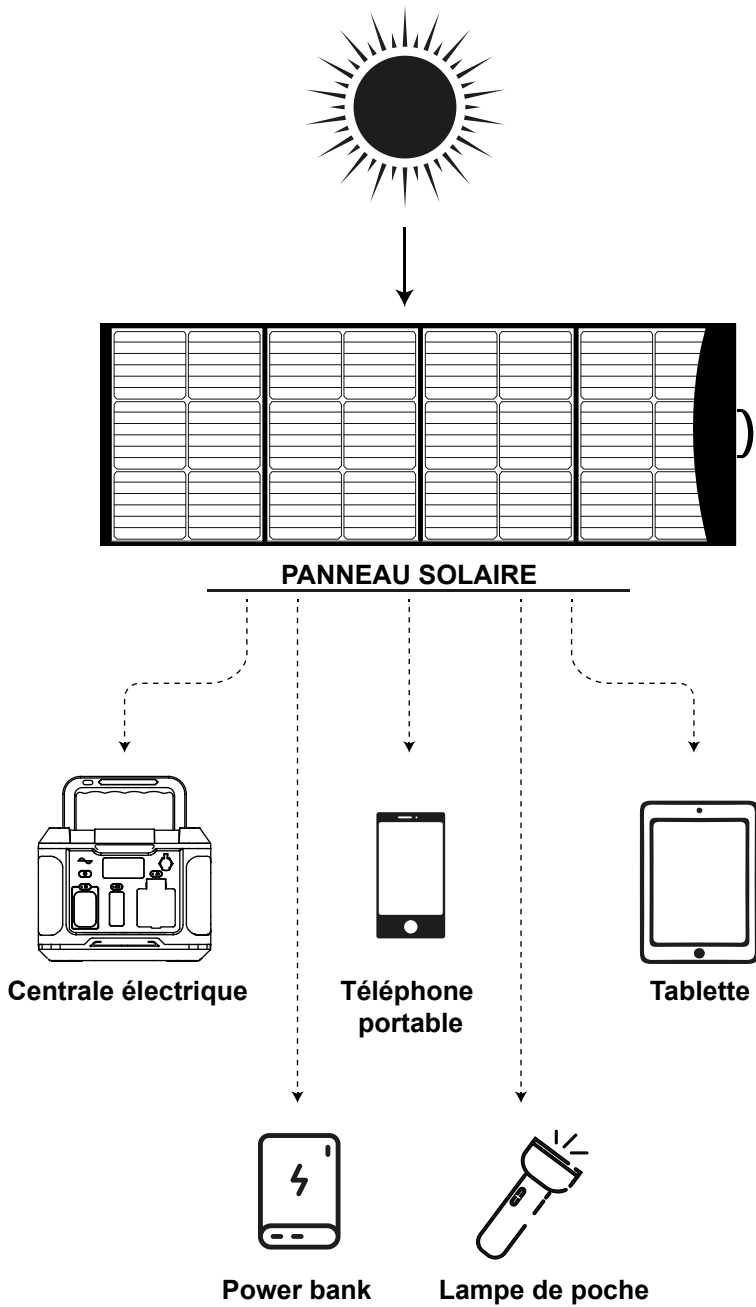 PANNEAU SOLAIRE
Centrale électrique
Téléphone
portable
Tablette
Power bank
Lampe de poche